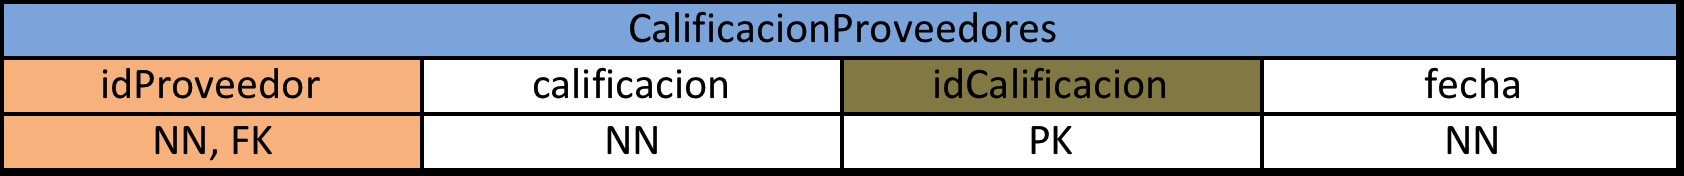 CalificacionProveedores
idProveedor calificacion idCalificacion fecha
NN, FK NN PK NN